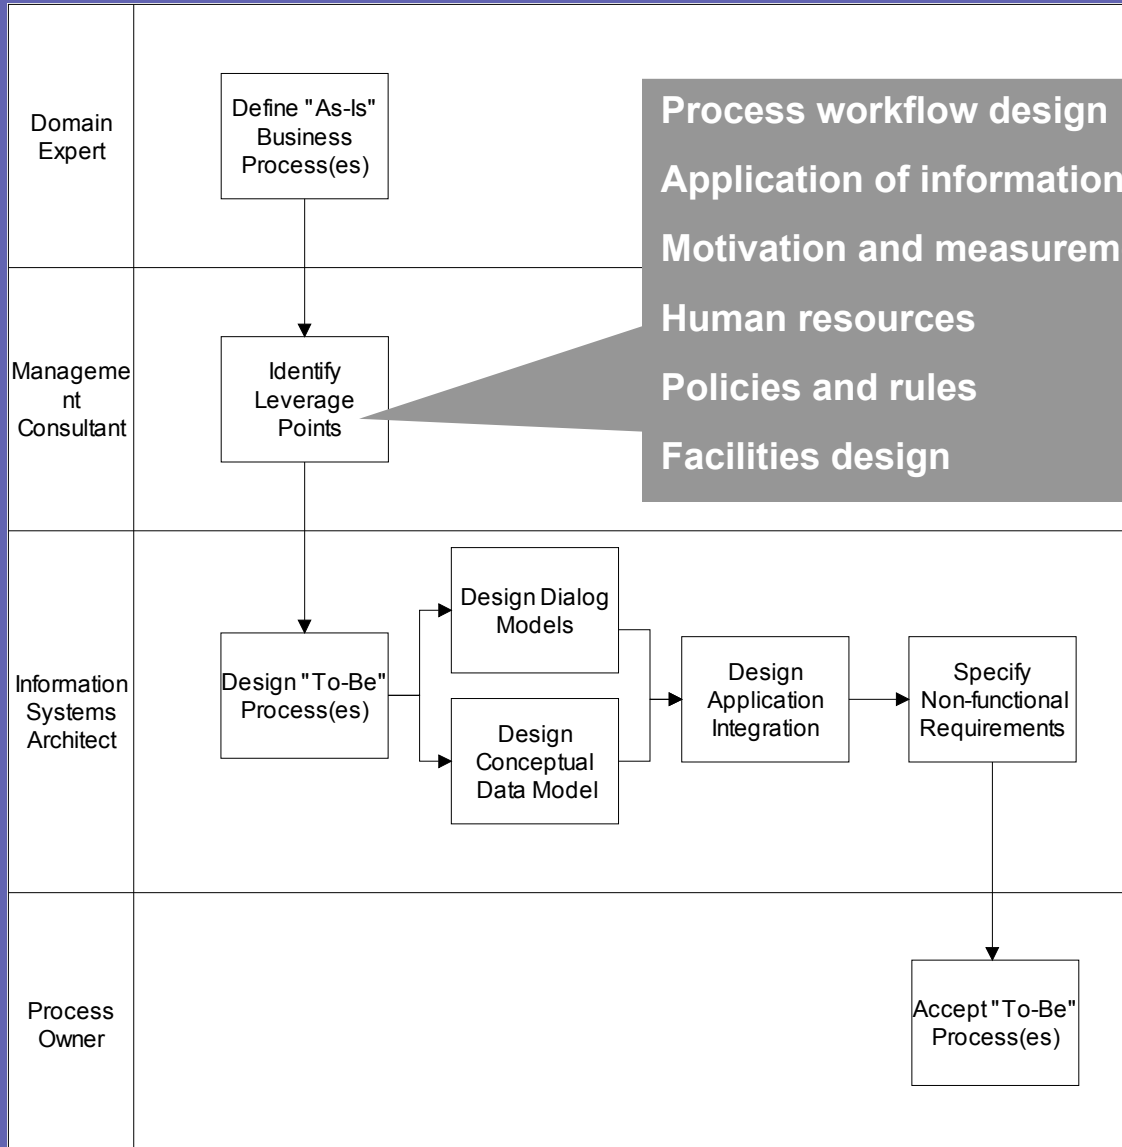 Domain
Expert
Define "As-Is"
Business
Process(es)
Process workflow design
Application of information
Motivation and measurem
Human resources
Policies and rules
Facilities design
Manageme
nt
Consultant
Identify
Leverage
Points
Information
Systems
Architect
Design "To-Be"
Process(es)
Design Dialog
Models
Design
Conceptual
Data Model
Design
Application
Integration
Specify
Non-functional
Requirements
Process
Owner
Accept "To-Be"
Process(es)